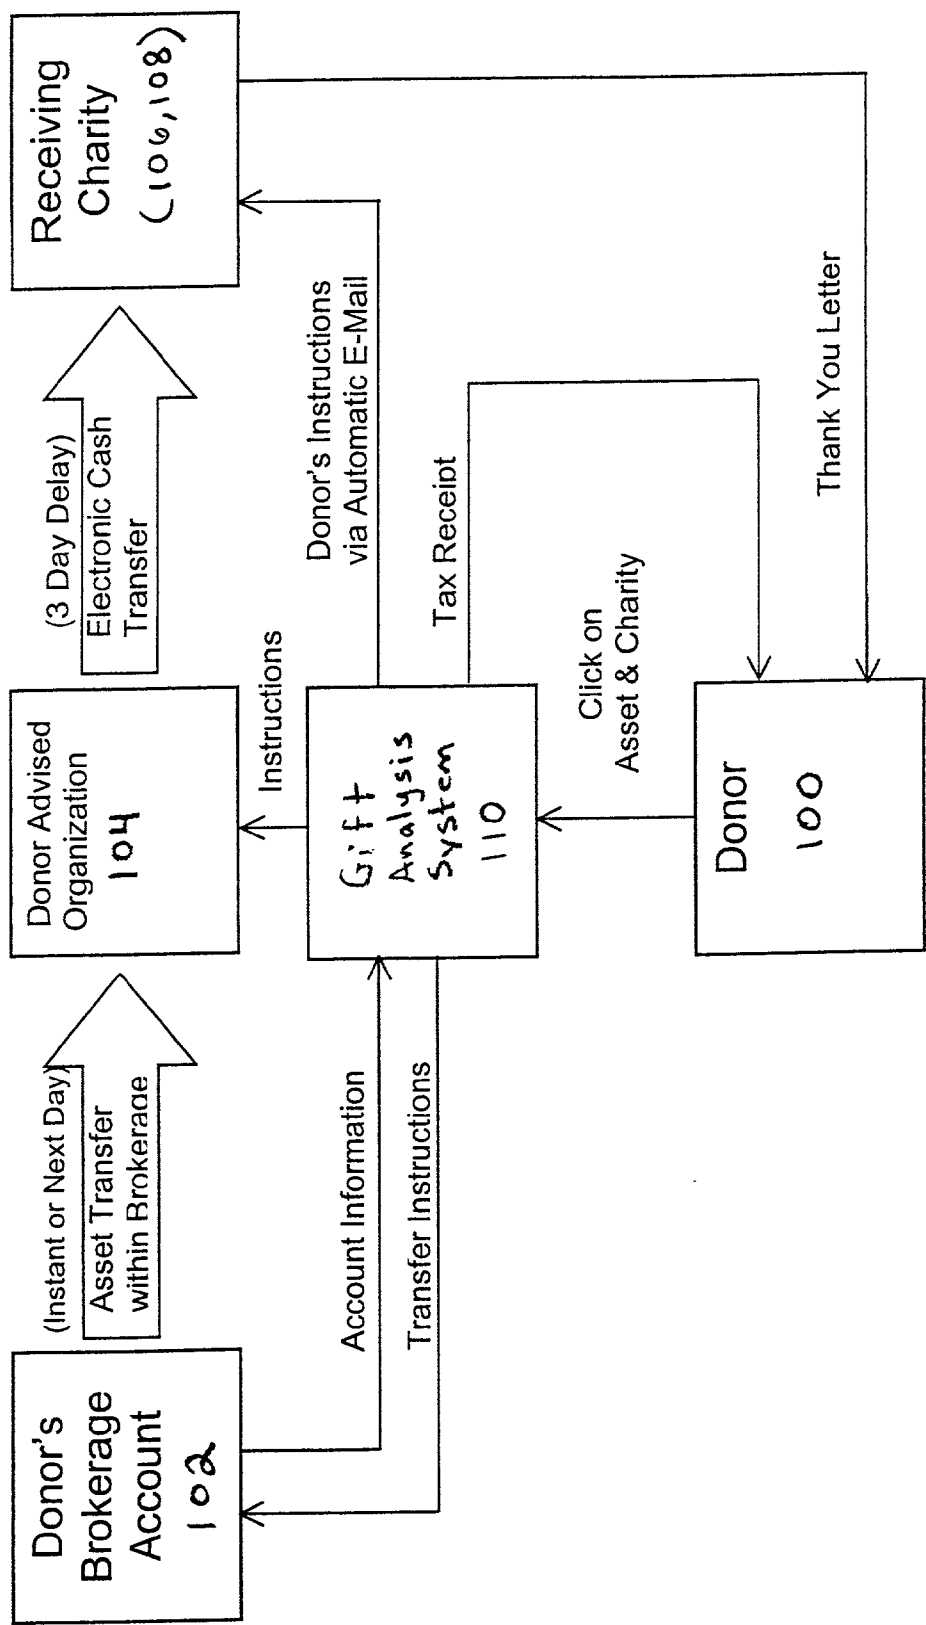 Donor's
Brokerage
Account
102
(Instant or Next Day)
Asset Transfer
within Brokerage
Donor Advised
Organization
104
(3 Day Delay)
Electronic Cash
Transfer
Receiving
Charity
(106,108)
Account Information
Transfer Instructions
Instructions
Gift
Analysis
System
110
Donor's Instructions
via Automatic E-Mail
Tax Receipt
Click on
Asset & Charity
Donor
100
Thank You Letter